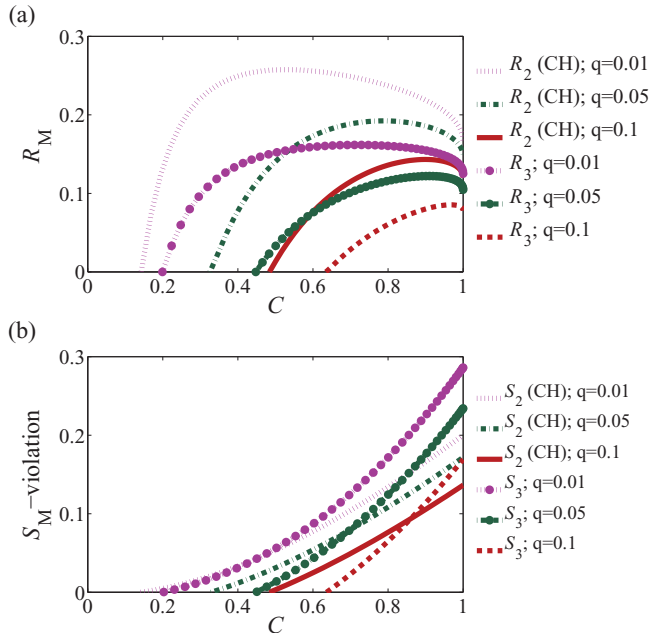 (a)
0.3
0.2
0.1
0
0 0.2 0.4 0.6 0.8 1
R_M
C
R_2 (CH); q=0.01
R_2 (CH); q=0.05
R_2 (CH); q=0.1
R_3; q=0.01
R_3; q=0.05
R_3; q=0.1
(b)
0.3
0.2
0.1
0
0 0.2 0.4 0.6 0.8 1
S_M–violation
C
S_2 (CH); q=0.01
S_2 (CH); q=0.05
S_2 (CH); q=0.1
S_3; q=0.01
S_3; q=0.05
S_3; q=0.1